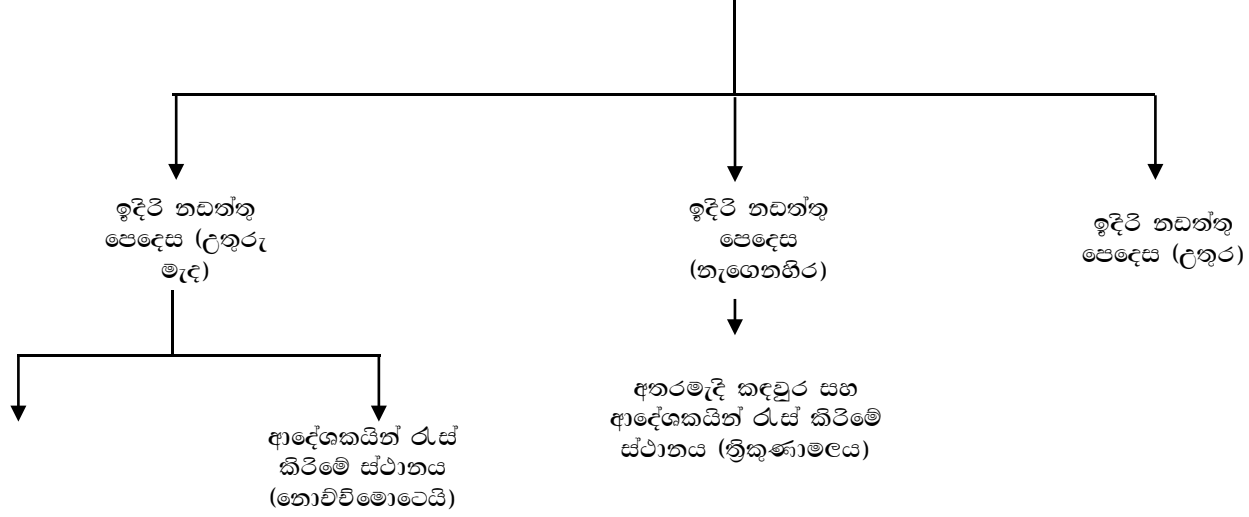 ඉදිරි නඩත්තු
පෙදෙස (උතුරු
මැද)
ඉදිරි නඩත්තු
පෙදෙස
(නැගෙනහිර)
ඉදිරි නඩත්තු
පෙදෙස (උතුර)
ආදේශකයින් රැස්
කිරිමේ ස්ථානය
(නොච්චිමොටෙයි)
අතරමැදි කඳවුර සහ
ආදේශකයින් රැස් කිරිමේ
ස්ථානය (ත්‍රිකුණාමලය)